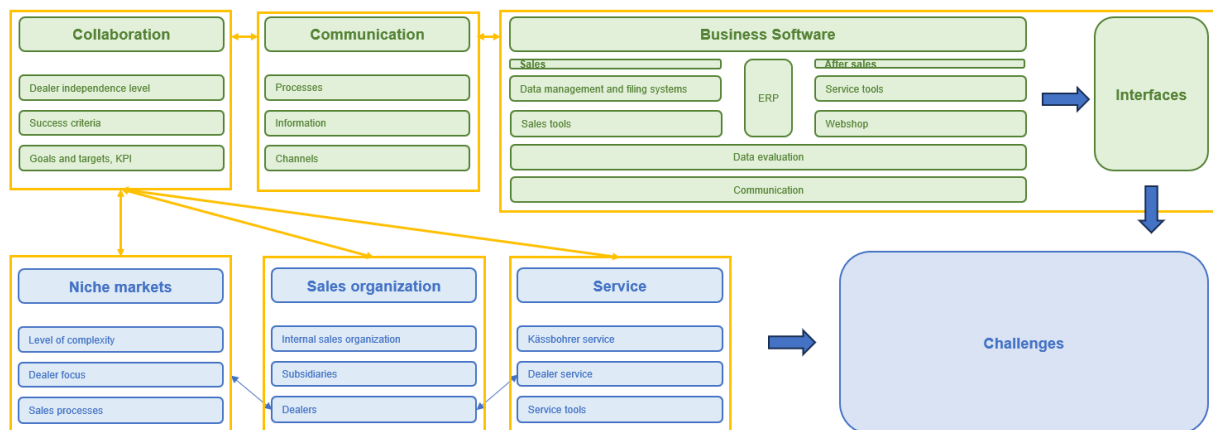 Collaboration
Dealer independence level
Success criteria
Goals and targets, KPI
Communication
Processes
Information
Channels
Business Software
Sales
Data management and filing systems
Sales tools
ERP
After sales
Service tools
Webshop
Data evaluation
Communication
Interfaces
Niche markets
Level of complexity
Dealer focus
Sales processes
Sales organization
Internal sales organization
Subsidiaries
Dealers
Service
Kässbohrer service
Dealer service
Service tools
Challenges